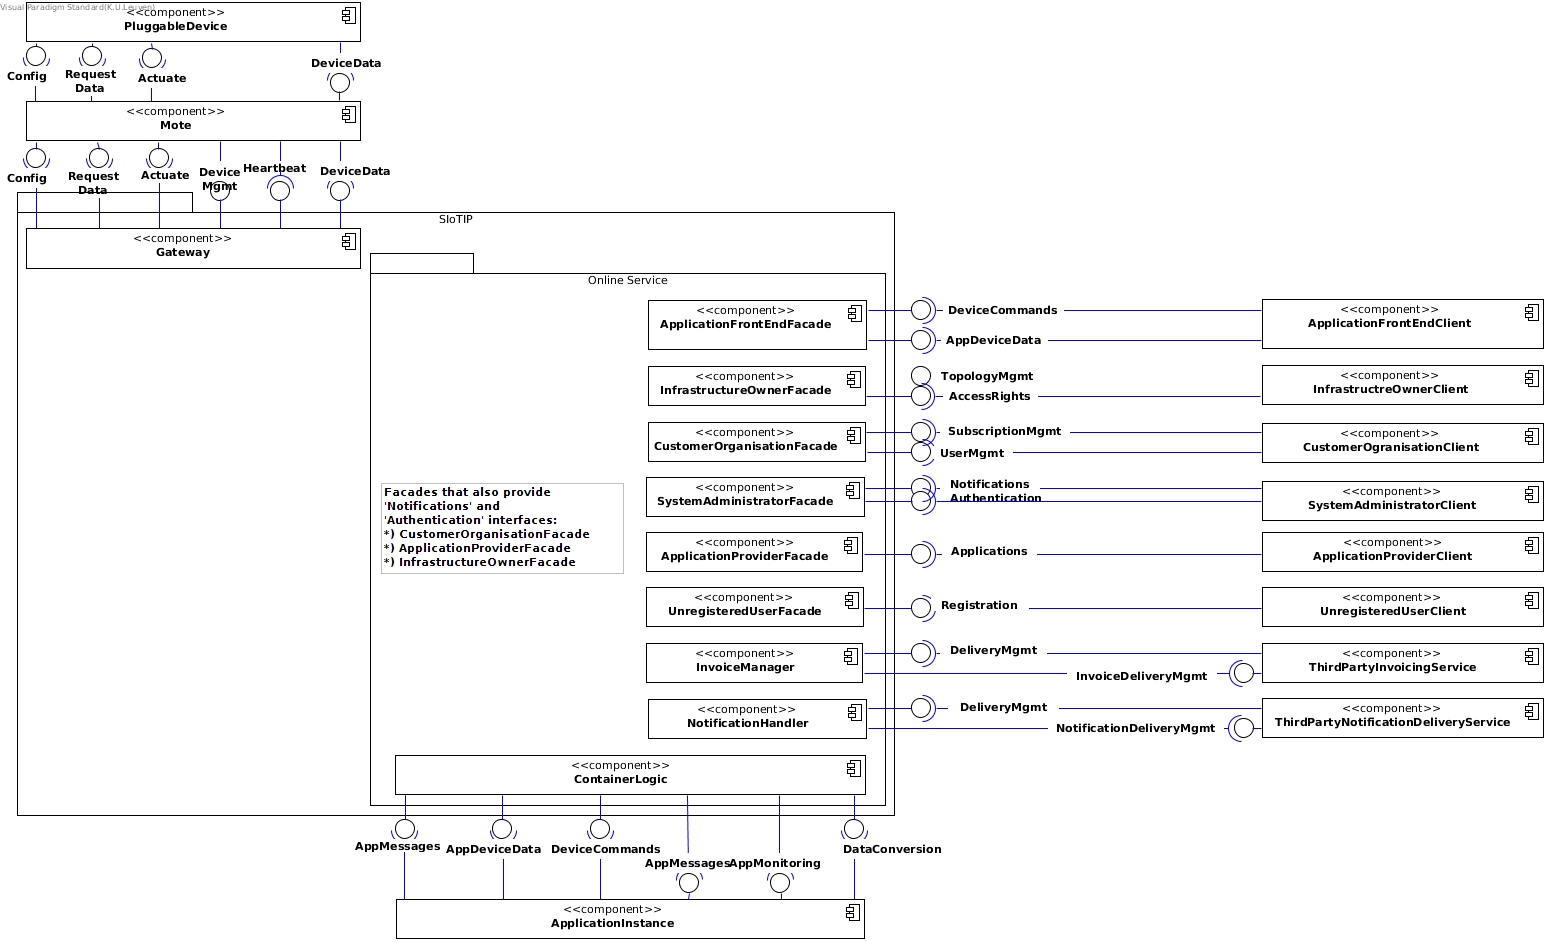 Visual Paradigm Standard(K.U.Leuven)
<<component>>
PluggableDevice
Config
Request
Data
Actuate
DeviceData
<<component>>
Mote
Config
Request
Data
Actuate
Device
Mgmt
Heartbeat
DeviceData
SIoTIP
<<component>>
Gateway
Online Service
<<component>>
ApplicationFrontEndFacade
DeviceCommands
AppDeviceData
<<component>>
ApplicationFrontEndClient
<<component>>
InfrastructureOwnerFacade
TopologyMgmt
AccessRights
<<component>>
InfrastructreOwnerClient
<<component>>
CustomerOrganisationFacade
SubscriptionMgmt
UserMgmt
<<component>>
CustomerOgranisationClient
Facades that also provide
'Notifications' and
'Authentication' interfaces:
*) CustomerOrganisationFacade
*) ApplicationProviderFacade
*) InfrastructureOwnerFacade
<<component>>
SystemAdministratorFacade
Notifications
Authentication
<<component>>
SystemAdministratorClient
<<component>>
ApplicationProviderFacade
Applications
<<component>>
ApplicationProviderClient
<<component>>
UnregisteredUserFacade
Registration
<<component>>
UnregisteredUserClient
<<component>>
InvoiceManager
DeliveryMgmt
InvoiceDeliveryMgmt
<<component>>
ThirdPartyInvoicingService
<<component>>
NotificationHandler
DeliveryMgmt
NotificationDeliveryMgmt
<<component>>
ThirdPartyNotificationDeliveryService
<<component>>
ContainerLogic
AppMessages
AppDeviceData
DeviceCommands
AppMessages
AppMonitoring
DataConversion
<<component>>
ApplicationInstance